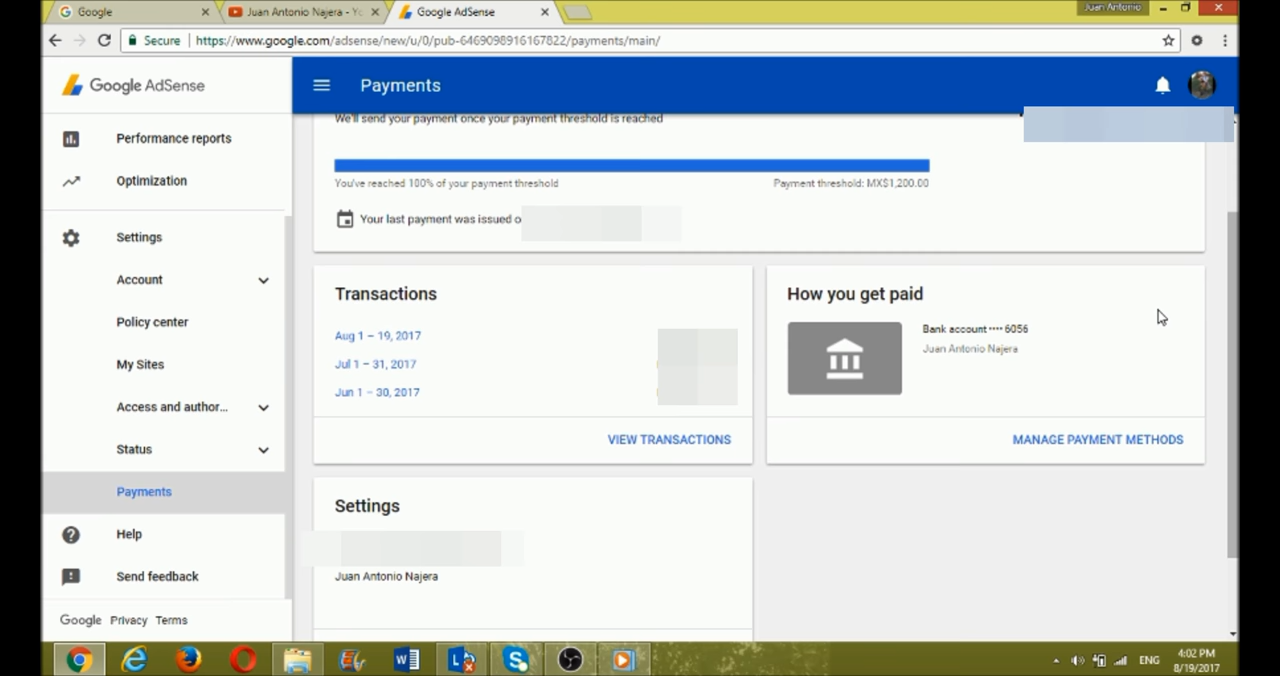 Google
Juan Antonio Najera - Yc
Google AdSense
Juan Antonio
Secure
https://www.google.com/adsense/new/u/0/pub-6469098916167822/payments/main/
Google AdSense
Payments
Performance reports
Optimization
Settings
Account
Policy center
My Sites
Access and author...
Status
Payments
Help
Send feedback
Google Privacy Terms
We'll send your payment once your payment threshold is reached
You've reached 100% of your payment threshold
Payment threshold: MX$1,200.00
Your last payment was issued o
Transactions
Aug 1 – 19, 2017
Jul 1 – 31, 2017
Jun 1 – 30, 2017
VIEW TRANSACTIONS
How you get paid
Bank account •••• 6056
Juan Antonio Najera
MANAGE PAYMENT METHODS
Settings
Juan Antonio Najera
ENG
4:02 PM
8/19/2017